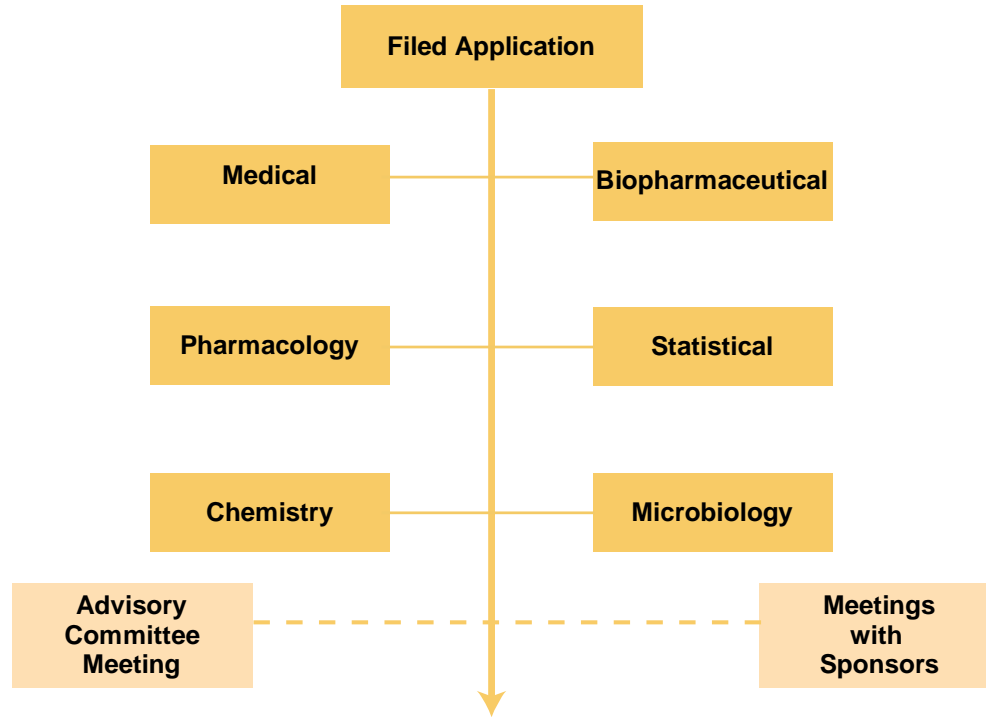 Filed Application
Medical
Biopharmaceutical
Pharmacology
Statistical
Chemistry
Microbiology
Advisory
Committee
Meeting
Meetings
with
Sponsors